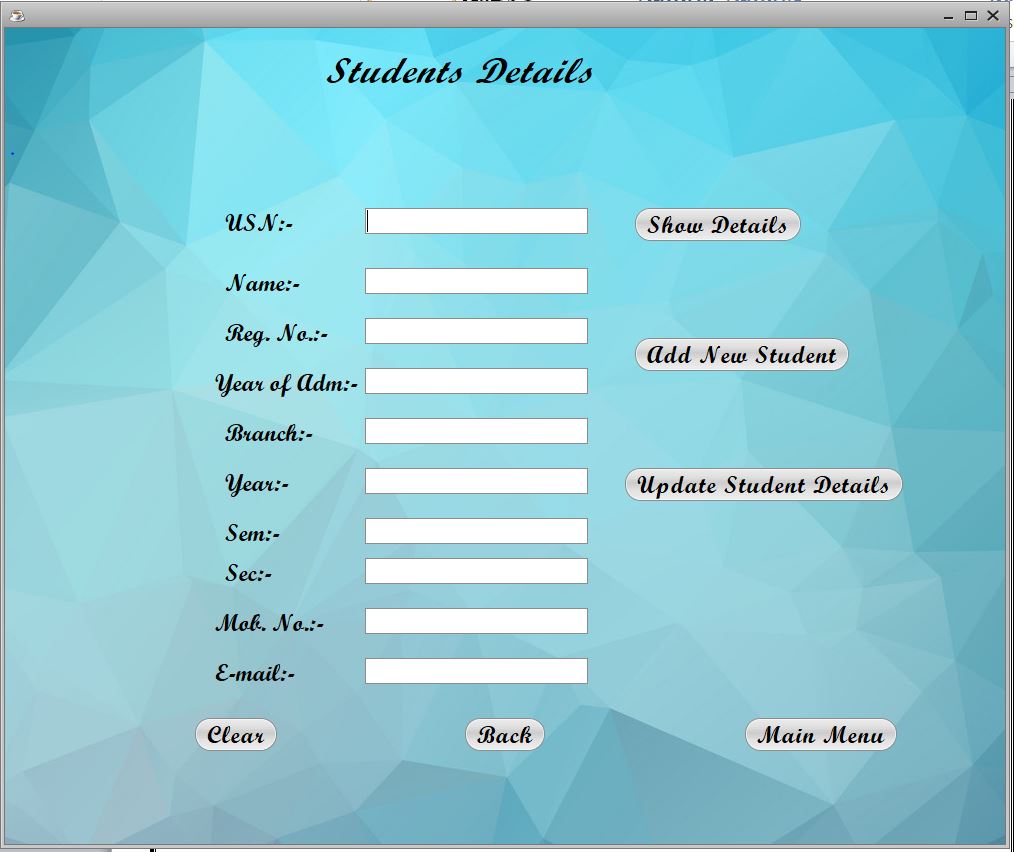 Students Details
USN:-
Show Details
Name:-
Reg. No.:-
Add New Student
Year of Adm:-
Branch:-
Year:-
Update Student Details
Sem:-
Sec:-
Mob. No.:-
E-mail:-
Clear
Back
Main Menu